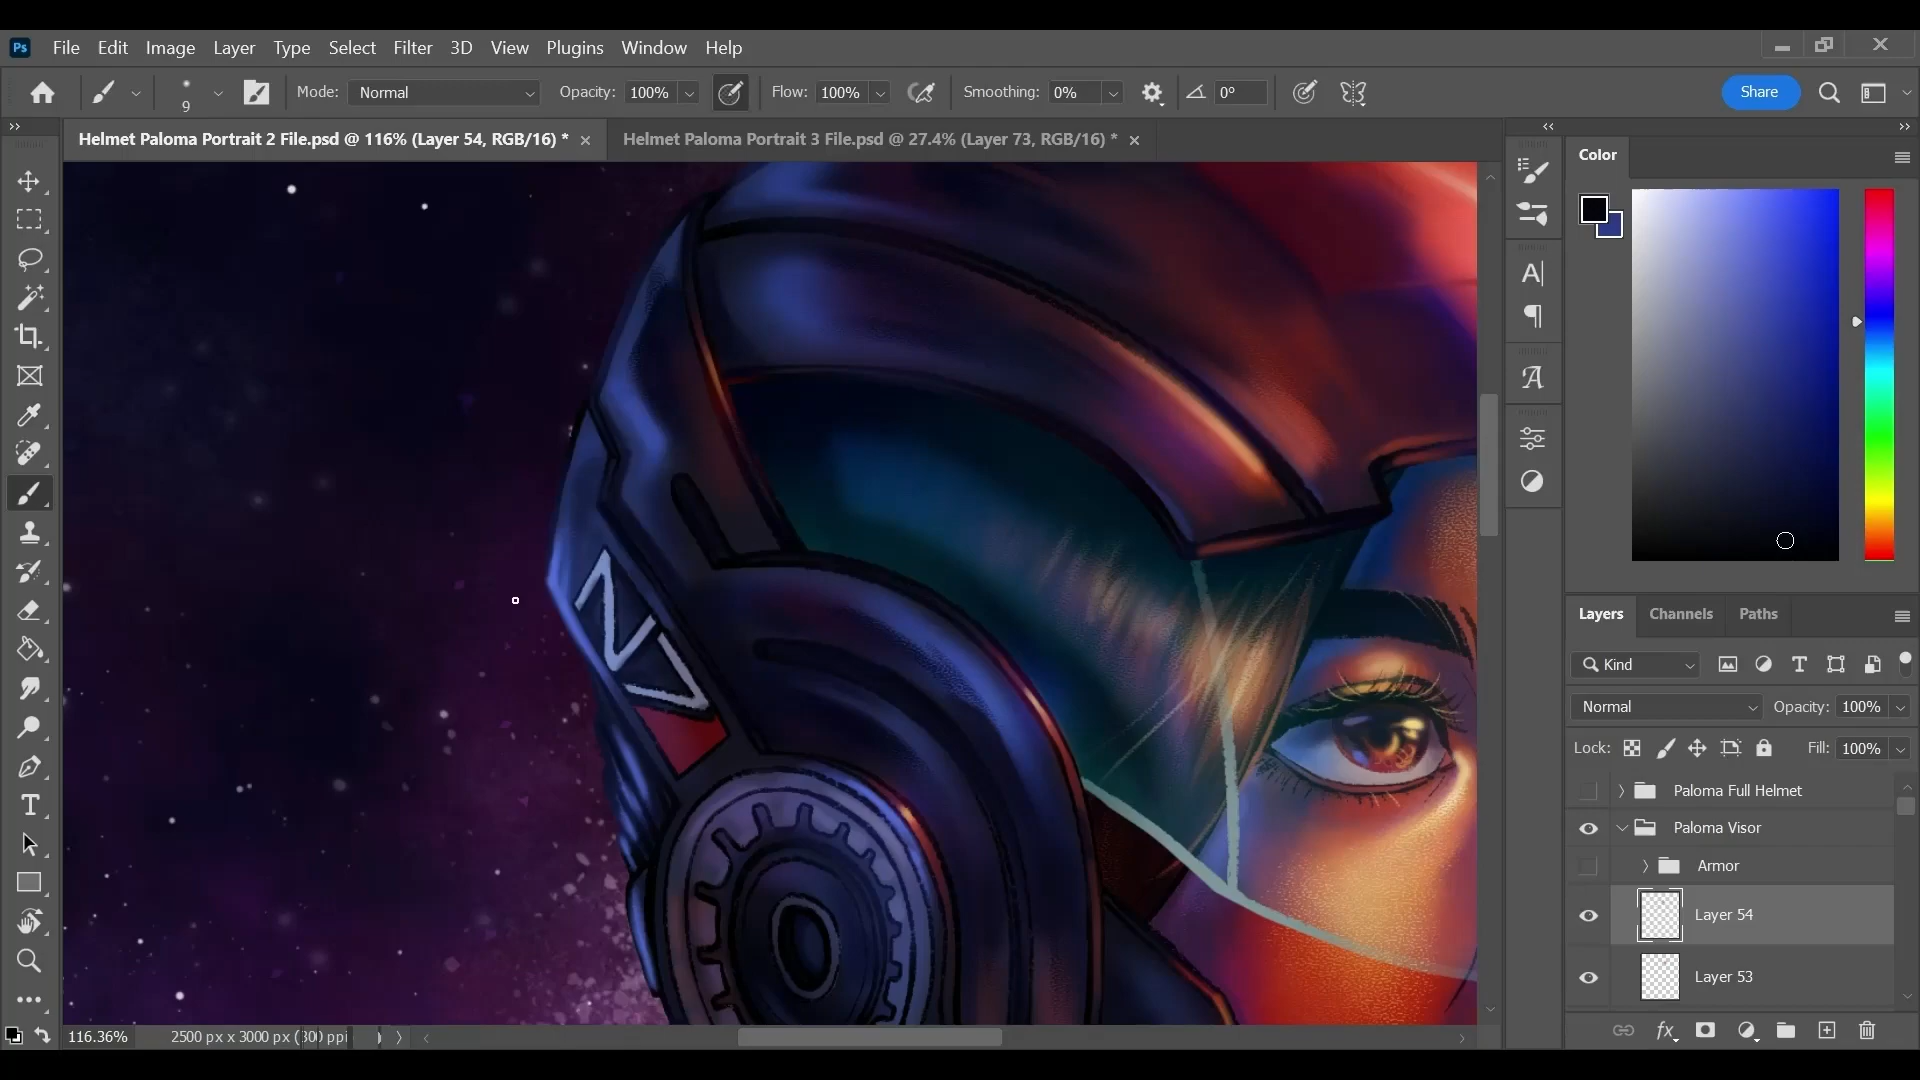 Ps File Edit Image Layer Type Select Filter 3D View Plugins Window Help
9 Mode: Normal Opacity: 100% Flow: 100% Smoothing: 0% 0° Share
Helmet Paloma Portrait 2 File.psd @ 116% (Layer 54, RGB/16) * Helmet Paloma Portrait 3 File.psd @ 27.4% (Layer 73, RGB/16) *
Color
N7
Layers Channels Paths
Kind
Normal Opacity: 100%
Lock: Fill: 100%
Paloma Full Helmet
Paloma Visor
Armor
Layer 54
Layer 53
116.36% 2500 px x 3000 px (300 ppi)